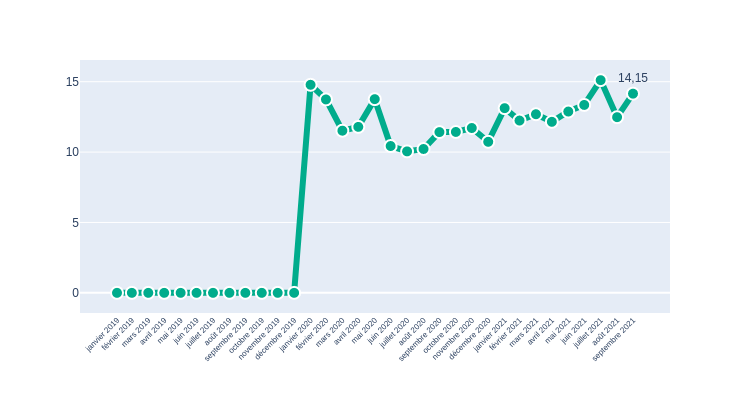 15
14,15
10
5
0
janvier 2019
février 2019
mars 2019
avril 2019
mai 2019
juin 2019
juillet 2019
août 2019
septembre 2019
octobre 2019
novembre 2019
décembre 2019
janvier 2020
février 2020
mars 2020
avril 2020
mai 2020
juin 2020
juillet 2020
août 2020
septembre 2020
octobre 2020
novembre 2020
décembre 2020
janvier 2021
février 2021
mars 2021
avril 2021
mai 2021
juin 2021
juillet 2021
août 2021
septembre 2021